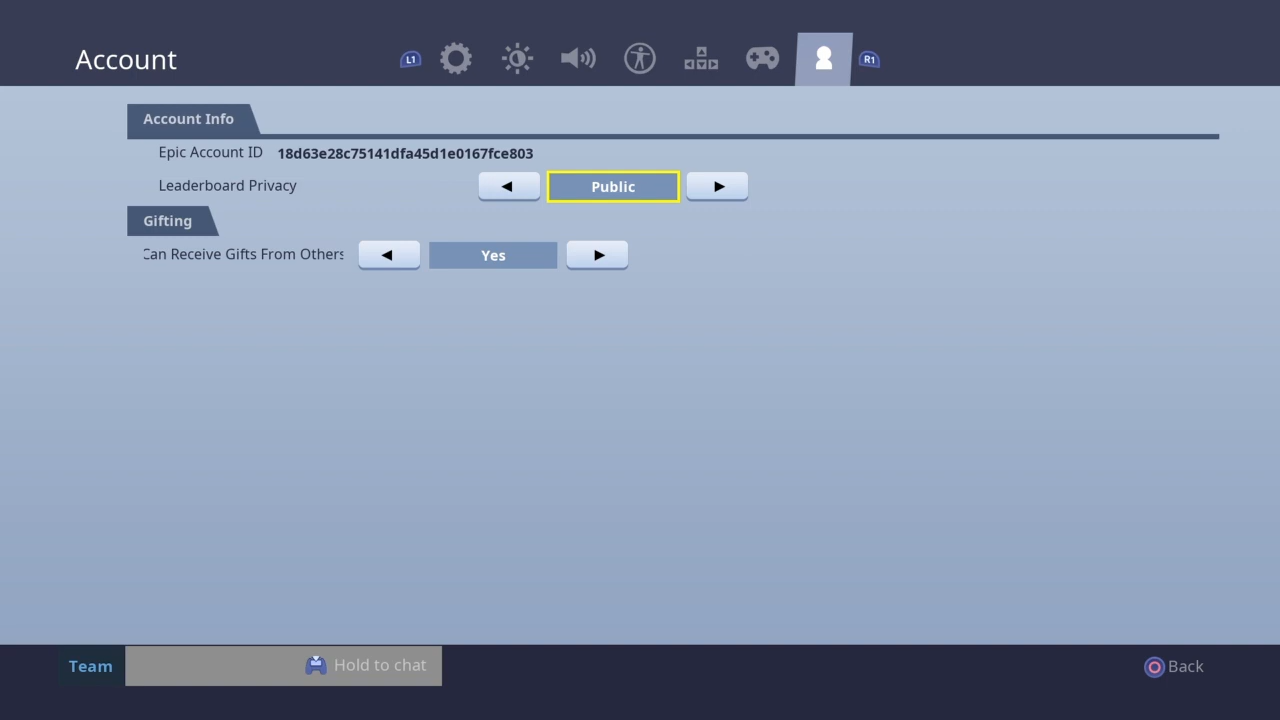 Account
L1
R1
Account Info
Epic Account ID 18d63e28c75141dfa45d1e0167fce803
Leaderboard Privacy Public
Gifting
Can Receive Gifts From Others Yes
Team Hold to chat
Back